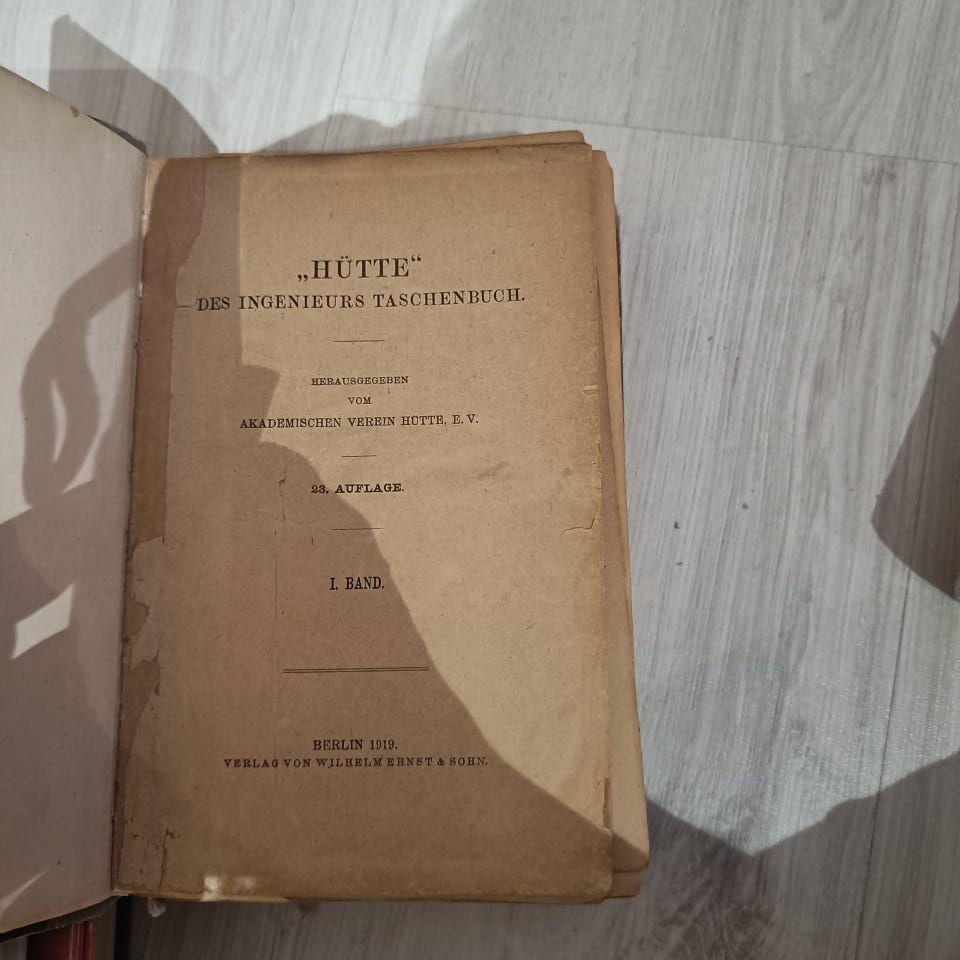 „HÜTTE“
DES INGENIEURS TASCHENBUCH.
HERAUSGEGEBEN
VOM
AKADEMISCHEN VEREIN HÜTTE, E. V.
23. AUFLAGE.
I. BAND.
BERLIN 1919.
VERLAG VON WILHELM ERNST & SOHN.